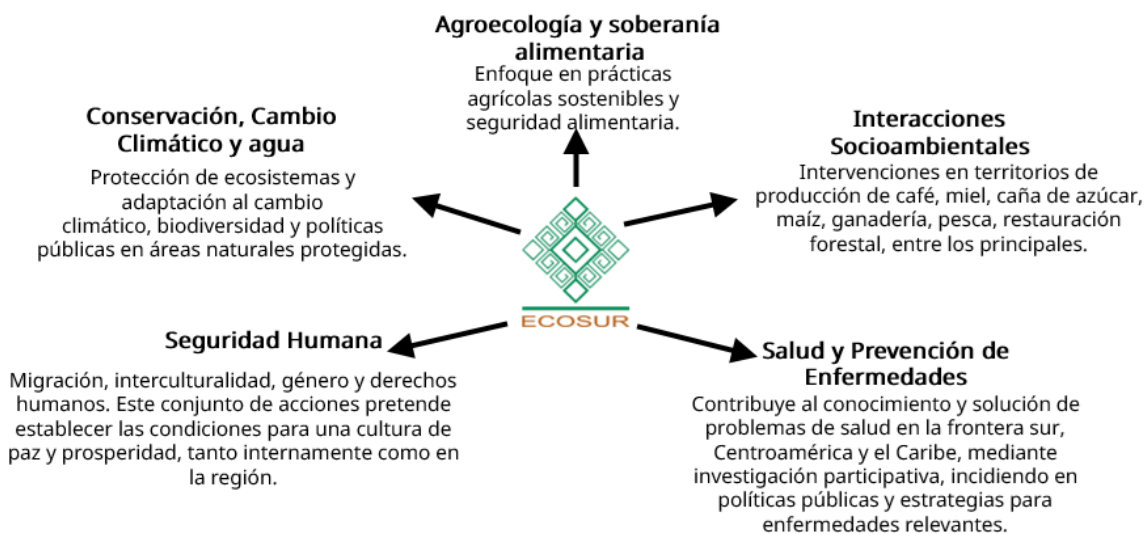 Agroecología y soberanía
alimentaria
Enfoque en prácticas
agrícolas sostenibles y
seguridad alimentaria.
Conservación, Cambio
Climático y agua
Protección de ecosistemas y
adaptación al cambio
climático, biodiversidad y políticas
públicas en áreas naturales protegidas.
Interacciones
Socioambientales
Intervenciones en territorios de
producción de café, miel, caña de azúcar,
maíz, ganadería, pesca, restauración
forestal, entre los principales.
ECOSUR
Seguridad Humana
Migración, interculturalidad, género y derechos
humanos. Este conjunto de acciones pretende
establecer las condiciones para una cultura de
paz y prosperidad, tanto internamente como en
la región.
Salud y Prevención de
Enfermedades
Contribuye al conocimiento y solución de
problemas de salud en la frontera sur,
Centroamérica y el Caribe, mediante
investigación participativa, incidiendo en
políticas públicas y estrategias para
enfermedades relevantes.